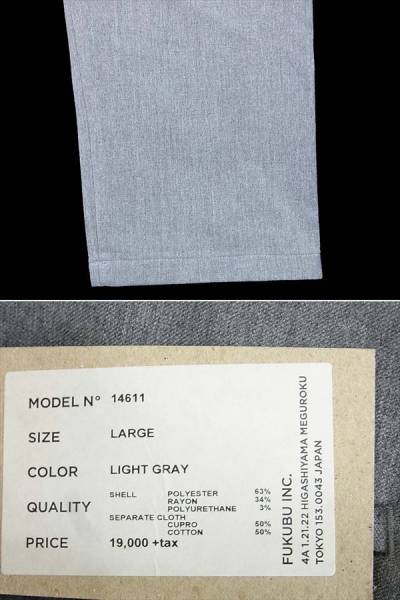 MODEL Nº 14611
SIZE LARGE
COLOR LIGHT GRAY
QUALITY SHELL POLYESTER 63%
RAYON 34%
POLYURETHANE 3%
SEPARATE CLOTH
CUPRO 50%
COTTON 50%
PRICE 19,000 +tax
FUKUBU INC.
4A 1.21.22 HIGASHIYAMA MEGUROKU
TOKYO 153.0043 JAPAN